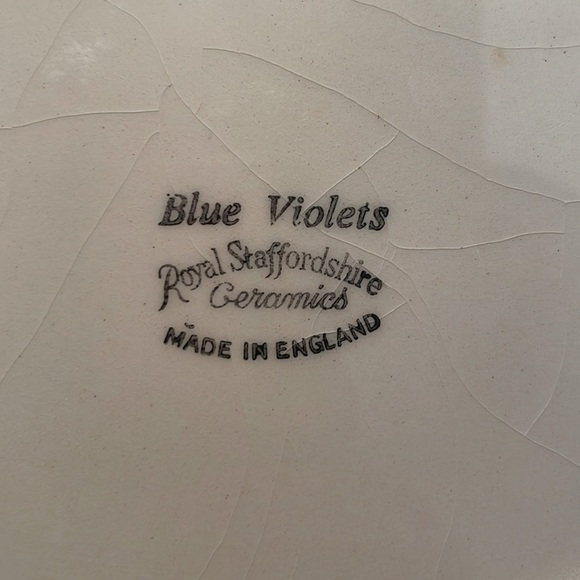 Blue Violets
Royal Staffordshire
Ceramics
MADE IN ENGLAND